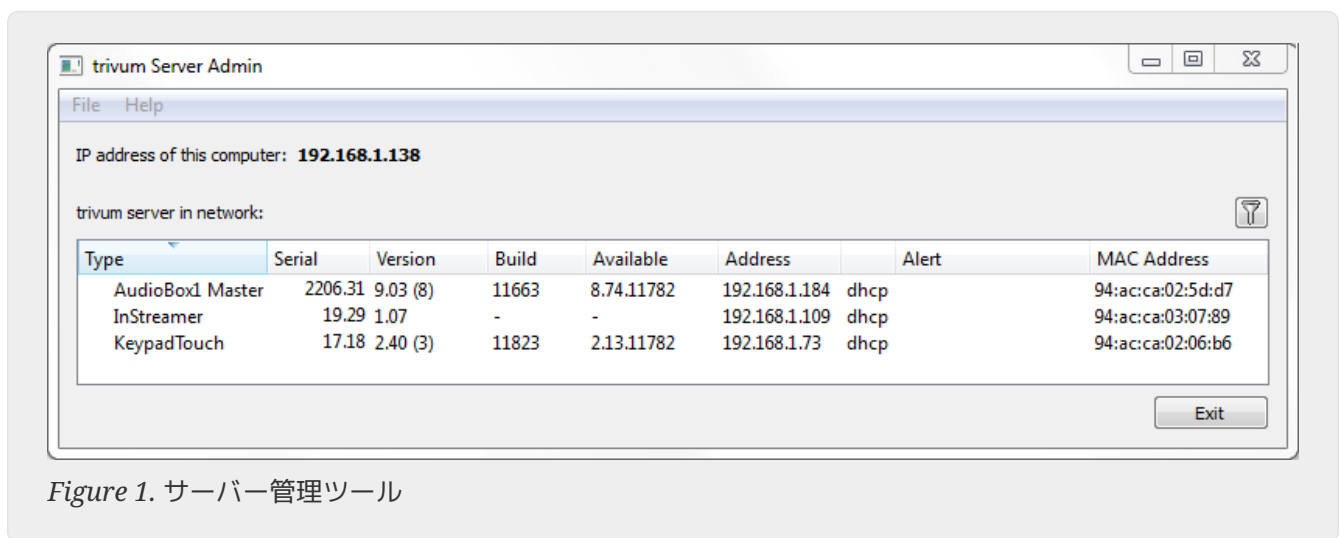 trivum Server Admin
File Help
IP address of this computer: 192.168.1.138
trivum server in network:
Type Serial Version Build Available Address Alert MAC Address
AudioBox1 Master 2206.31 9.03 (8) 11663 8.74.11782 192.168.1.184 dhcp 94:ac:ca:02:5d:d7
InStreamer 19.29 1.07 - - 192.168.1.109 dhcp 94:ac:ca:03:07:89
KeypadTouch 17.18 2.40 (3) 11823 2.13.11782 192.168.1.73 dhcp 94:ac:ca:02:06:b6
Exit
Figure 1. サーバー管理ツール